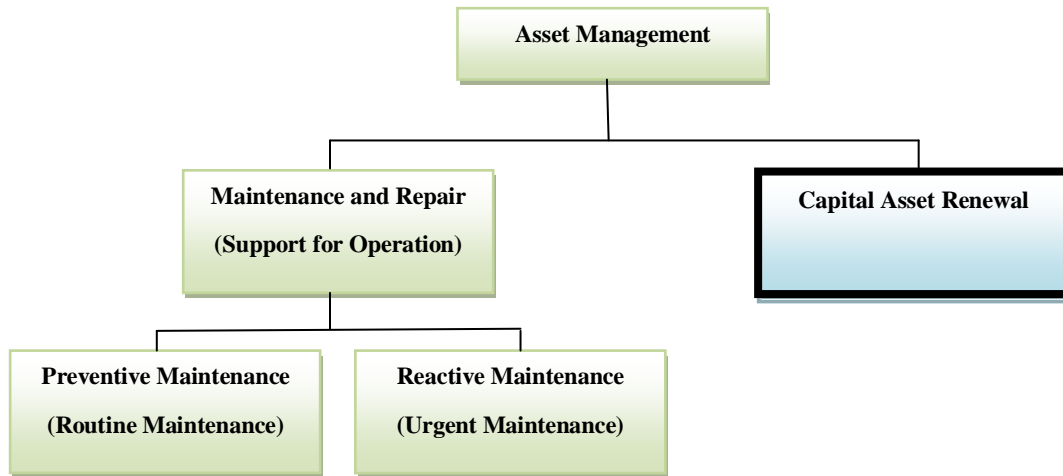 Asset Management
Maintenance and Repair
(Support for Operation)
Capital Asset Renewal
Preventive Maintenance
(Routine Maintenance)
Reactive Maintenance
(Urgent Maintenance)